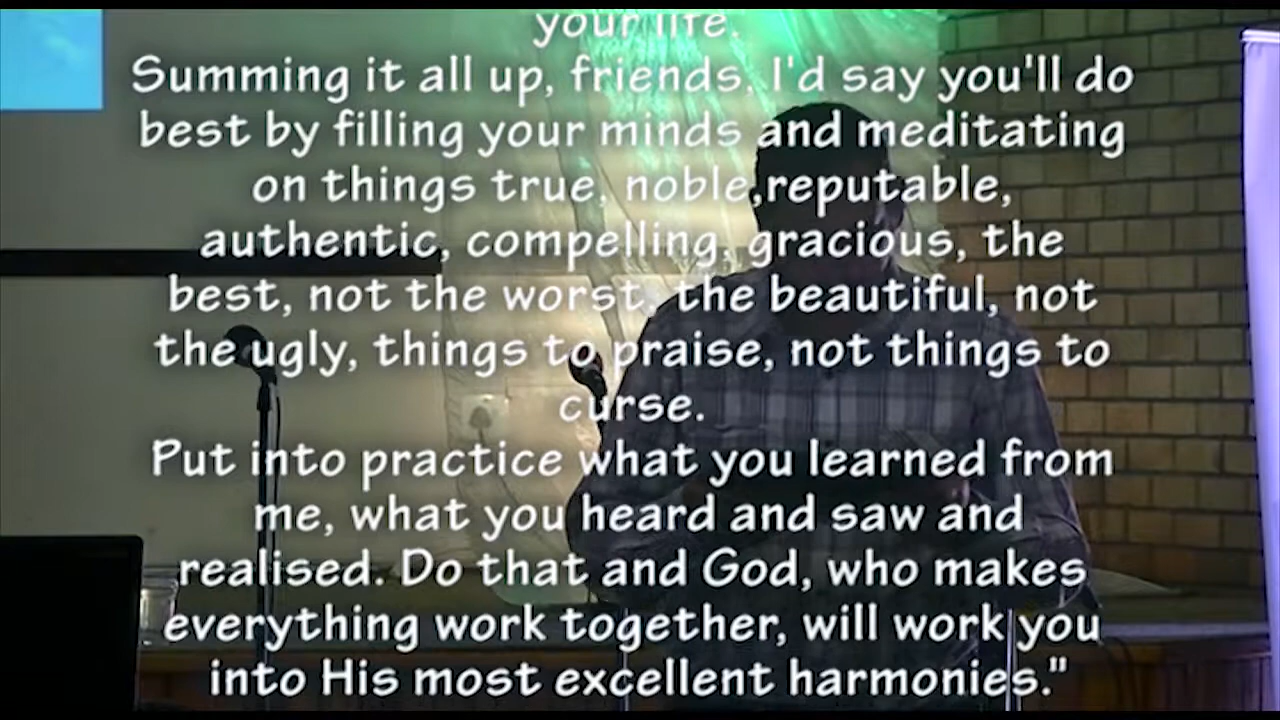 your life.
Summing it all up, friends, I'd say you'll do
best by filling your minds and meditating
on things true, noble,reputable,
authentic, compelling, gracious, the
best, not the worst, the beautiful, not
the ugly, things to praise, not things to
curse.
Put into practice what you learned from
me, what you heard and saw and
realised. Do that and God, who makes
everything work together, will work you
into His most excellent harmonies."